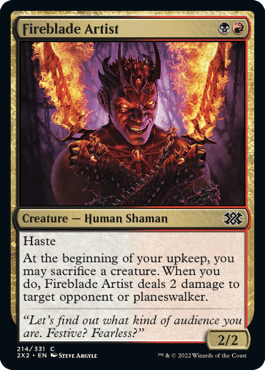 Fireblade Artist
Creature — Human Shaman
Haste
At the beginning of your upkeep, you
may sacrifice a creature. When you
do, Fireblade Artist deals 2 damage to
target opponent or planeswalker.
“Let’s find out what kind of audience you
are. Festive? Fearless?”
2/2
214/331 C
2X2 • EN STEVE ARGYLE
™ & © 2022 Wizards of the Coast